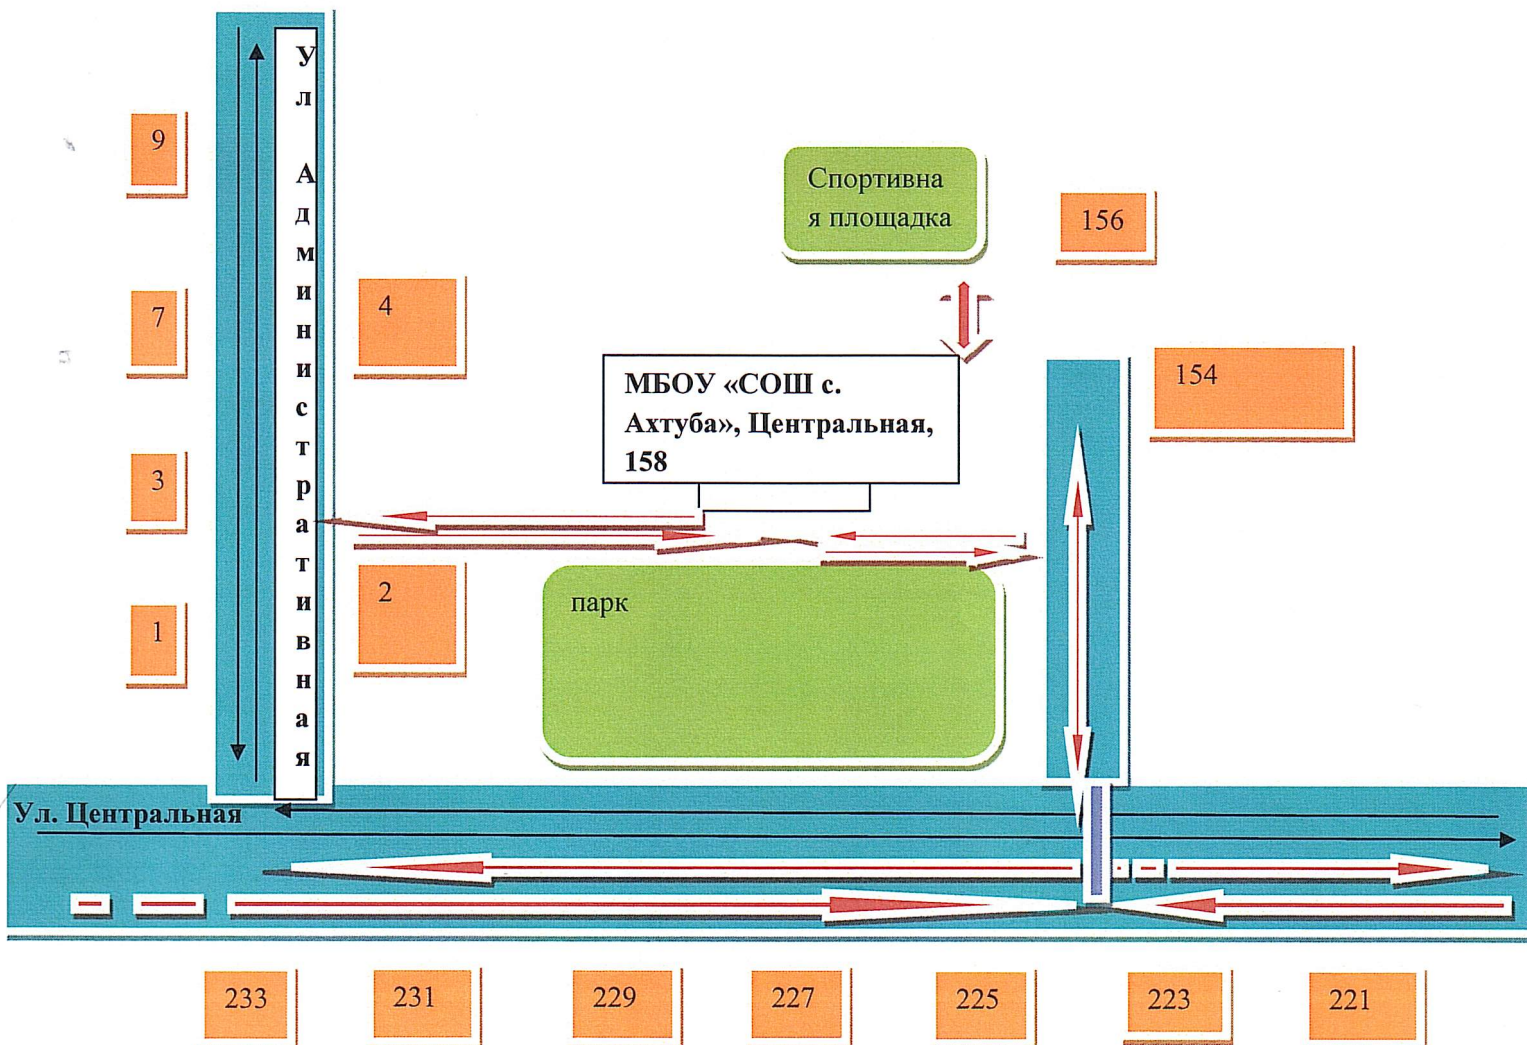 Ул Административная
9
Спортивна
я площадка
156
7
4
154
МБОУ «СОШ с.
Ахтуба», Центральная,
158
3
2
парк
1
Ул. Центральная
233
231
229
227
225
223
221